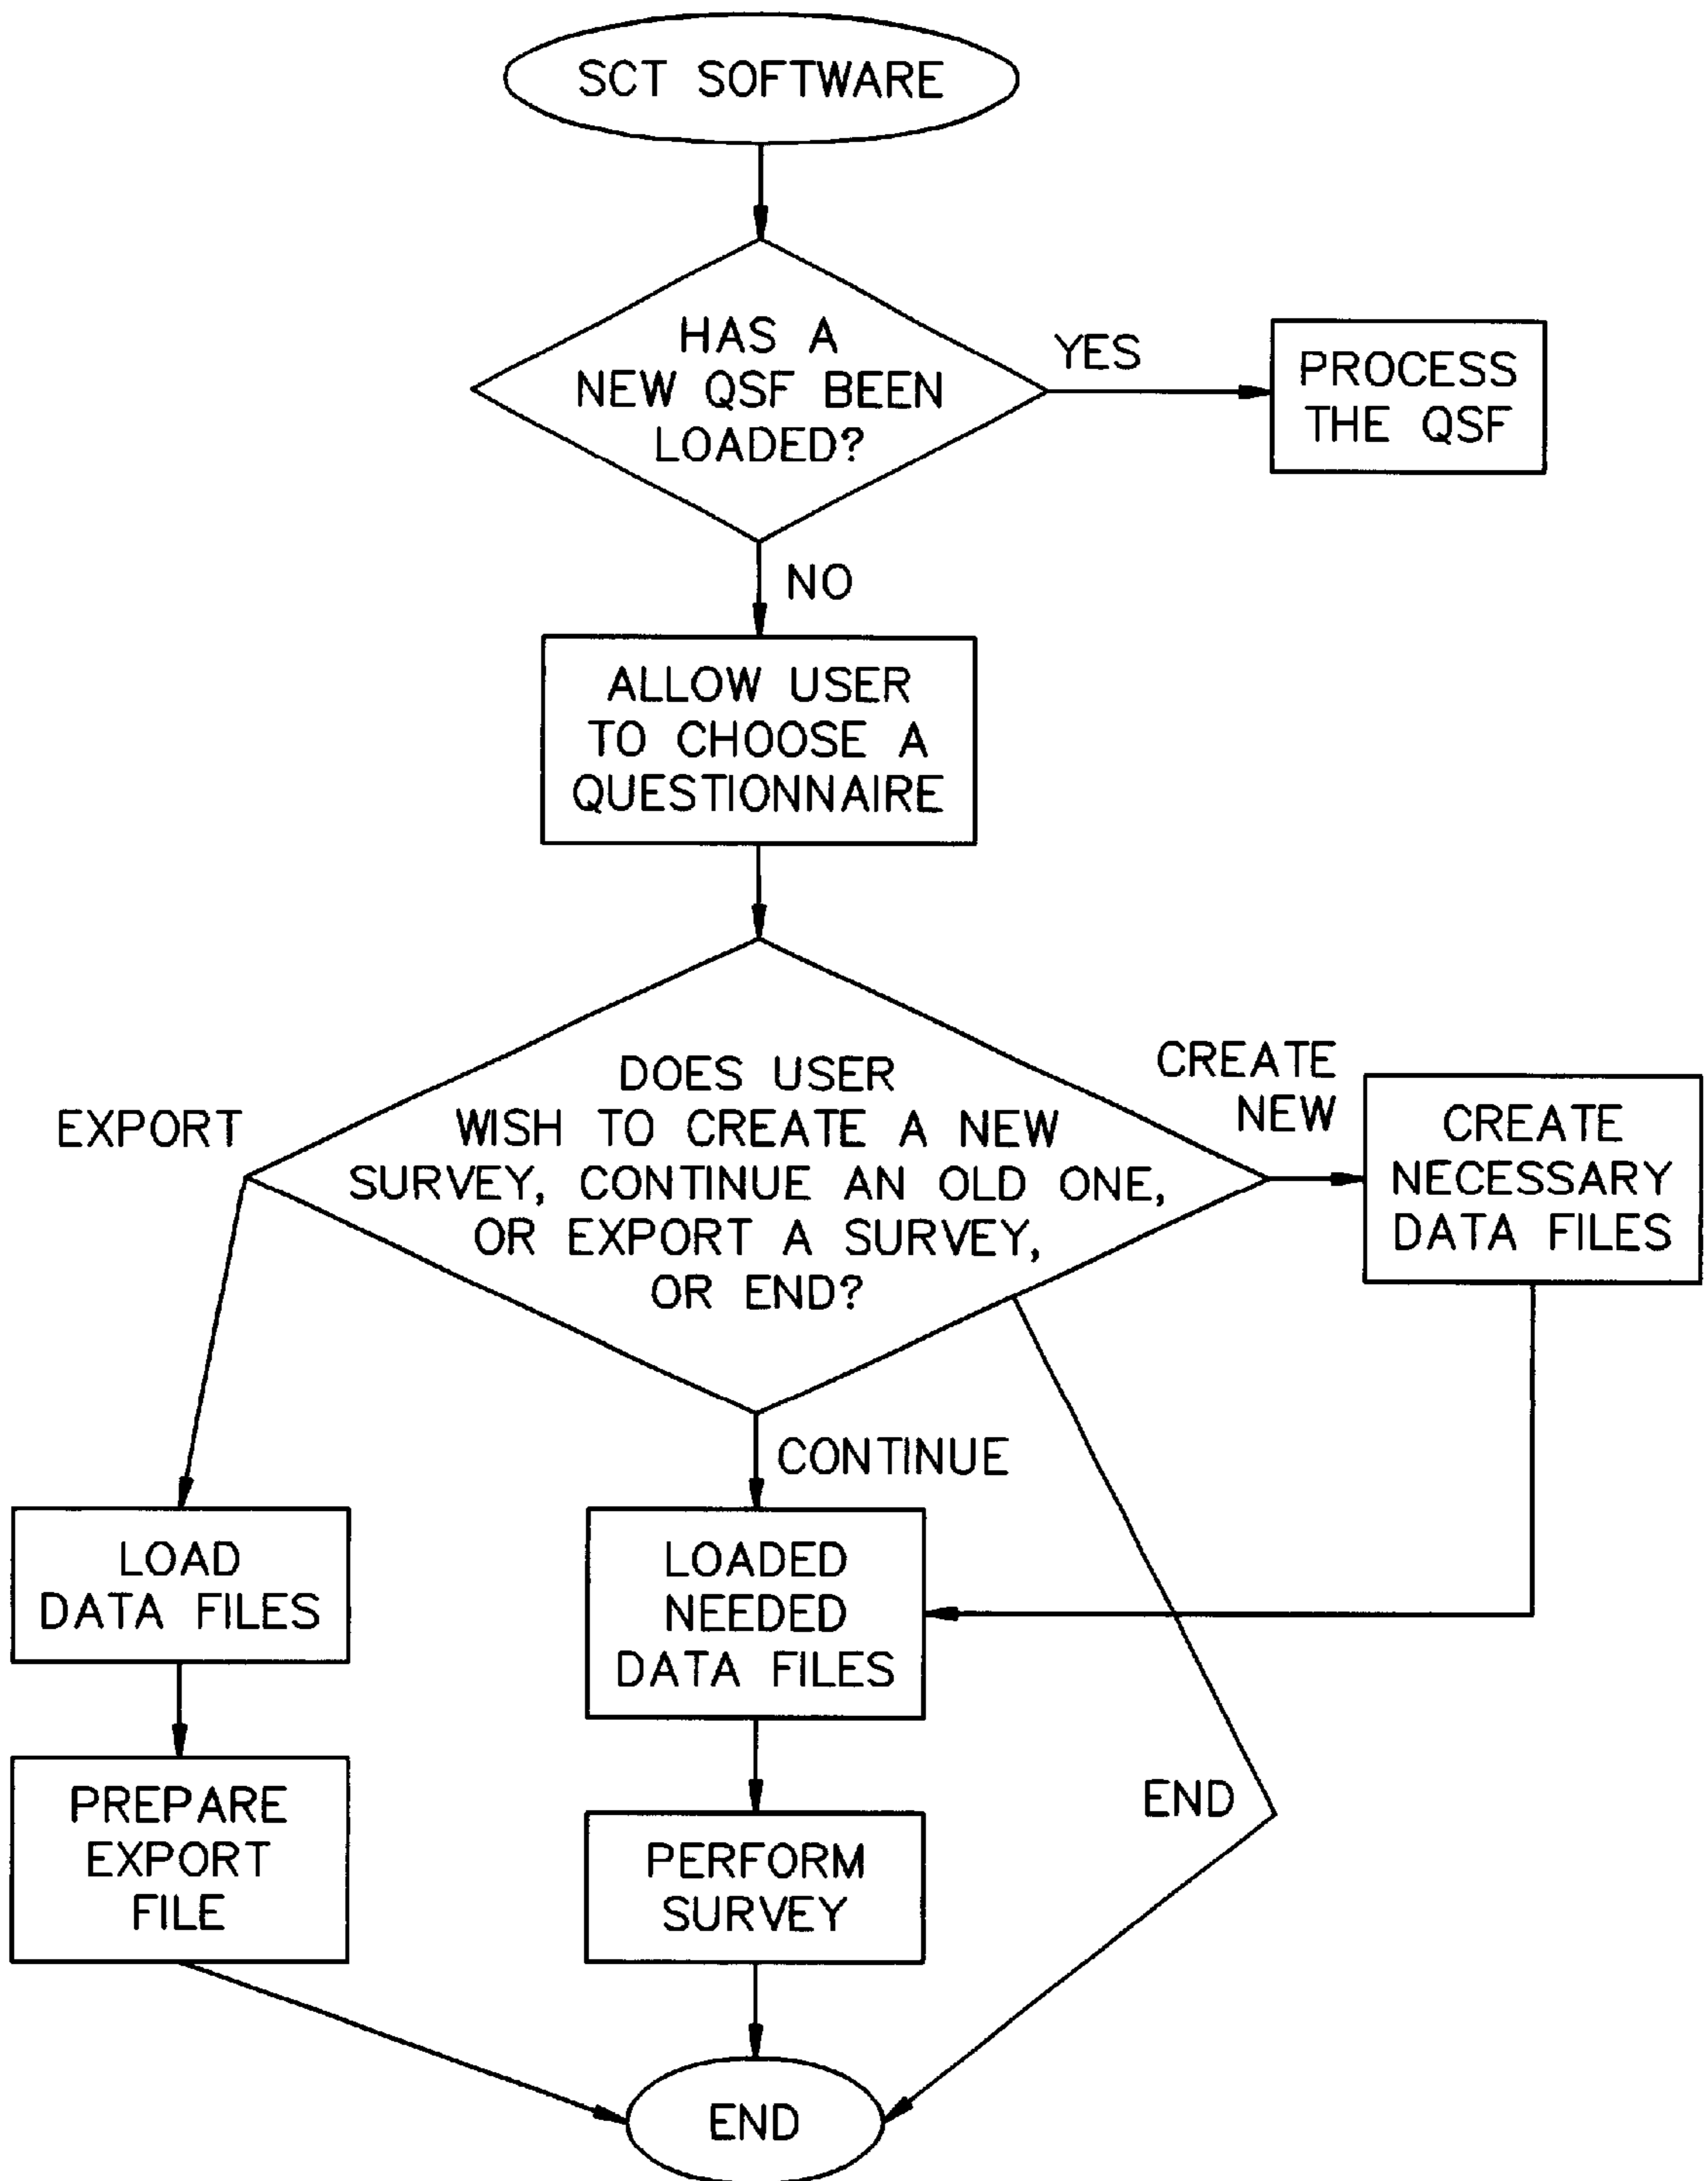 SCT SOFTWARE
HAS A
NEW QSF BEEN
LOADED?
YES
PROCESS
THE QSF
NO
ALLOW USER
TO CHOOSE A
QUESTIONNAIRE
DOES USER
WISH TO CREATE A NEW
SURVEY, CONTINUE AN OLD ONE,
OR EXPORT A SURVEY,
OR END?
EXPORT
CREATE
NEW
CREATE
NECESSARY
DATA FILES
CONTINUE
LOAD
DATA FILES
LOADED
NEEDED
DATA FILES
PREPARE
EXPORT
FILE
PERFORM
SURVEY
END
END